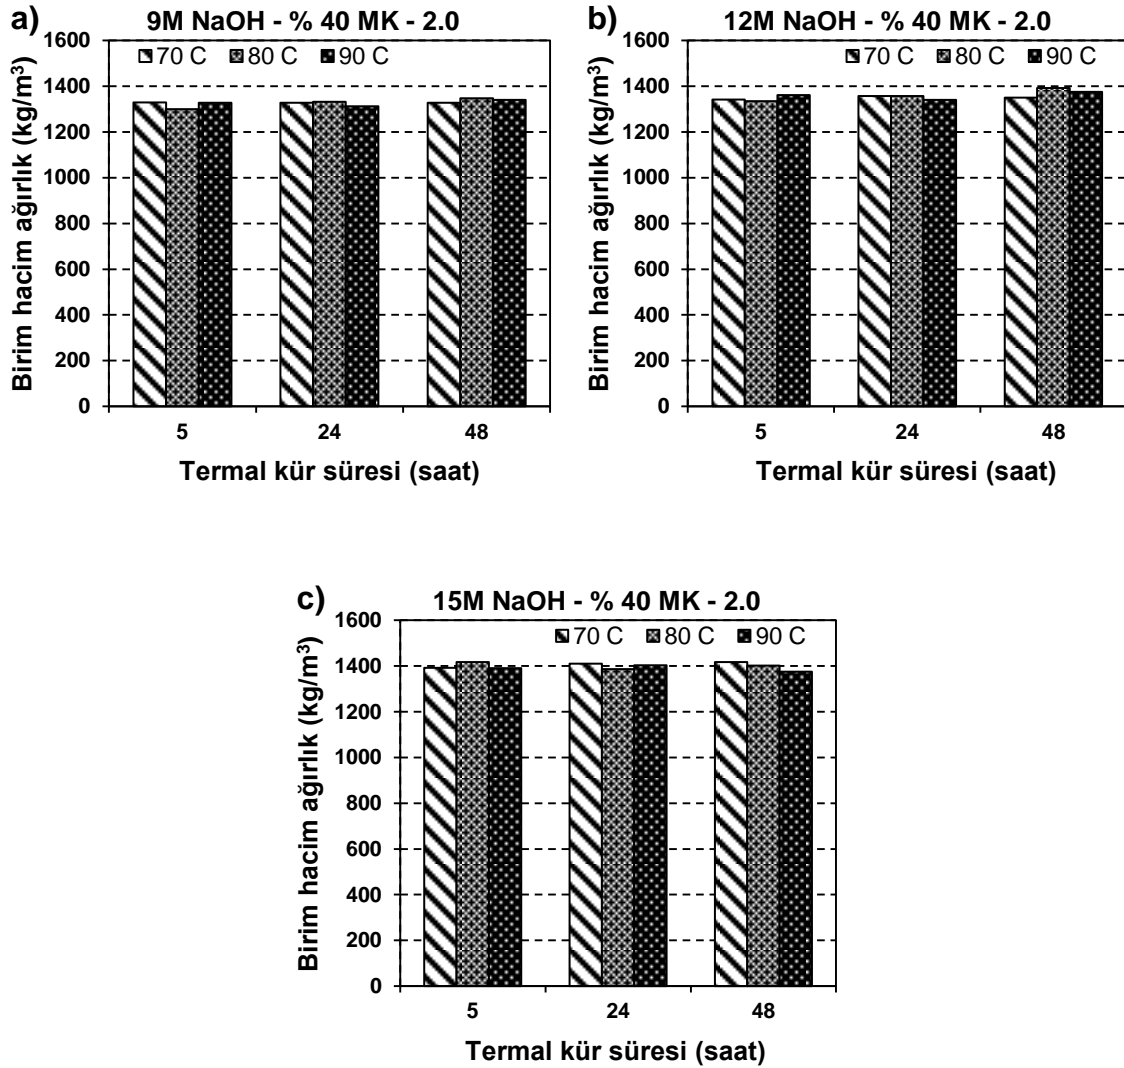 a)
9M NaOH - % 40 MK - 2.0
70 C 80 C 90 C
Birim hacim ağırlık (kg/m³)
1600
1400
1200
1000
800
600
400
200
0
5 24 48
Termal kür süresi (saat)
b)
12M NaOH - % 40 MK - 2.0
70 C 80 C 90 C
Birim hacim ağırlık (kg/m³)
1600
1400
1200
1000
800
600
400
200
0
5 24 48
Termal kür süresi (saat)
c)
15M NaOH - % 40 MK - 2.0
70 C 80 C 90 C
Birim hacim ağırlık (kg/m³)
1600
1400
1200
1000
800
600
400
200
0
5 24 48
Termal kür süresi (saat)